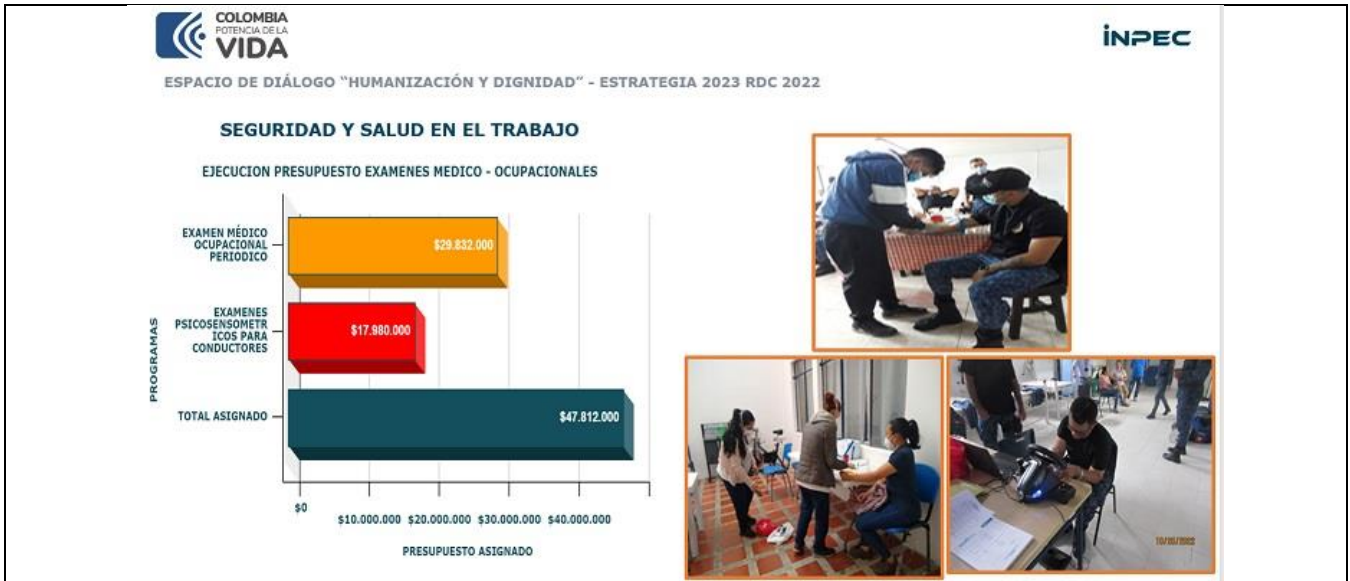 COLOMBIA
POTENCIA DE LA
VIDA
INPEC
ESPACIO DE DIÁLOGO "HUMANIZACIÓN Y DIGNIDAD" - ESTRATEGIA 2023 RDC 2022
SEGURIDAD Y SALUD EN EL TRABAJO
EJECUCION PRESUPUESTO EXAMENES MEDICO - OCUPACIONALES
EXAMEN MÉDICO
OCUPACIONAL
PERIODICO
$29.832.000
EXAMENES
PSICOSENSOMETR
ICOS PARA
CONDUCTORES
$17.980.000
TOTAL ASIGNADO
$47.812.000
PROGRAMAS
$0
$10.000.000 $20.000.000 $30.000.000 $40.000.000
PRESUPUESTO ASIGNADO